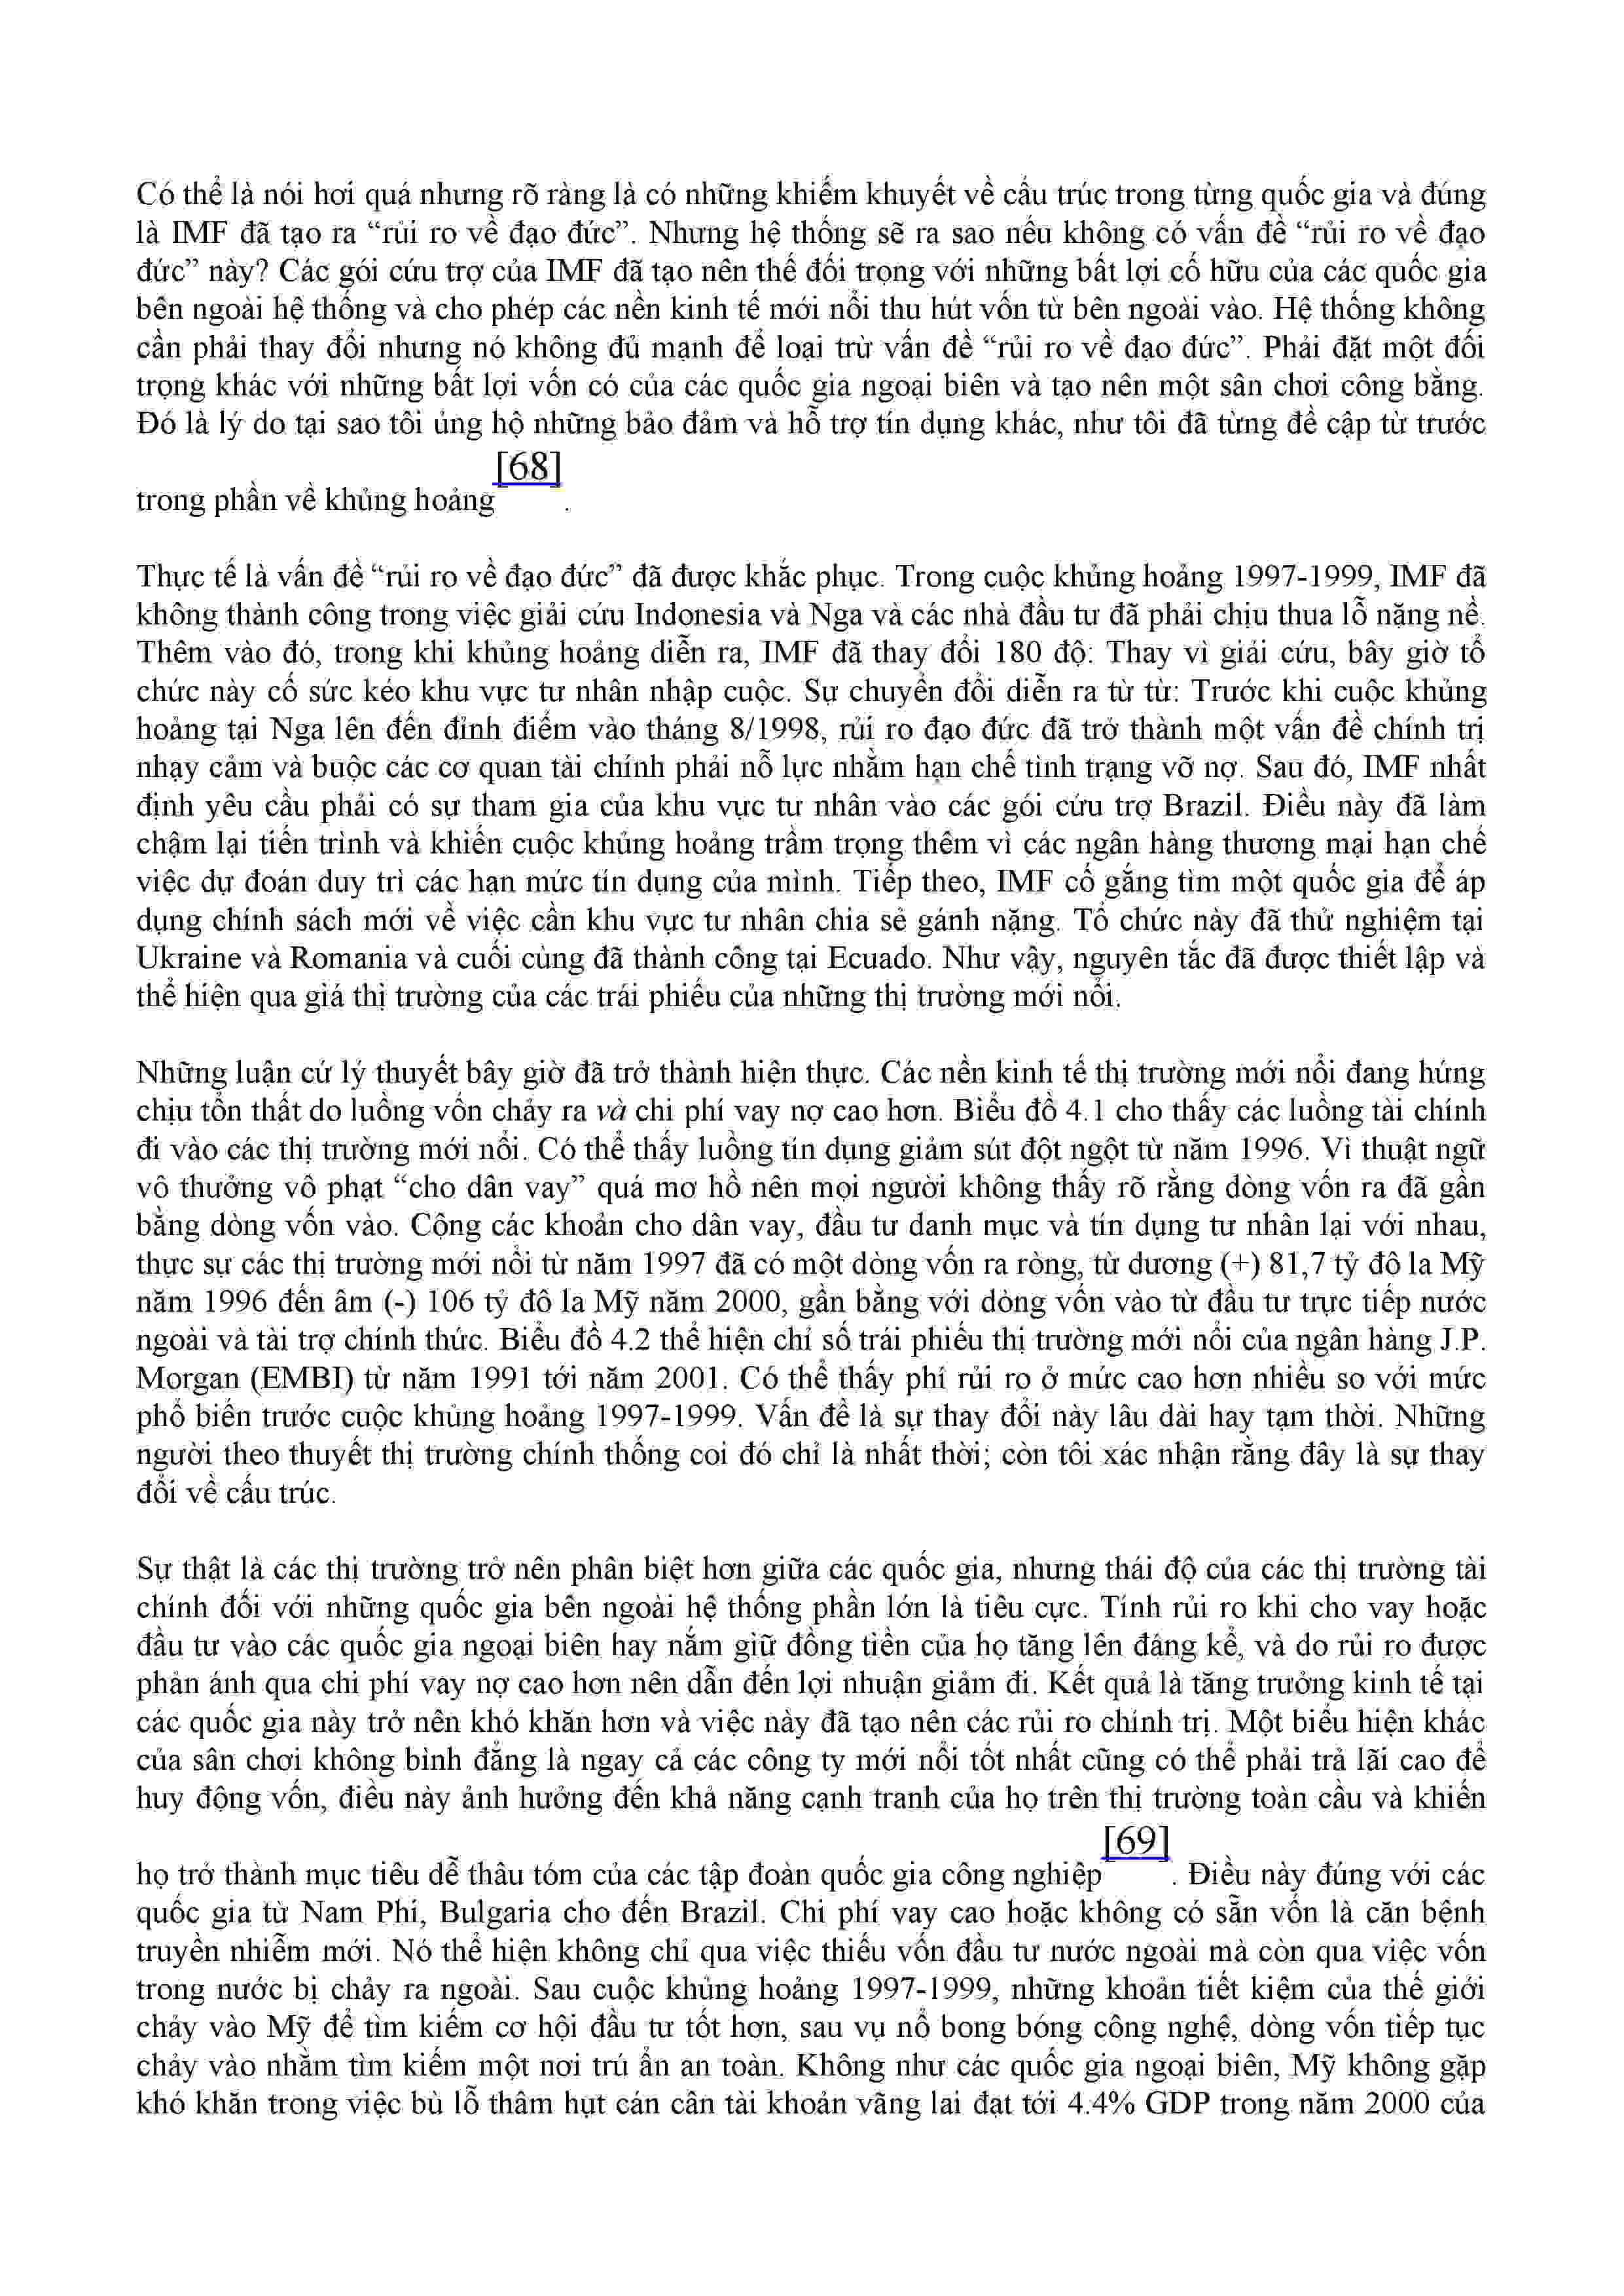 Có thể là nói hơi quá nhưng rõ ràng là có những khiếm khuyết về cấu trúc trong từng quốc gia và đúng
là IMF đã tạo ra “rủi ro về đạo đức”. Nhưng hệ thống sẽ ra sao nếu không có vấn đề “rủi ro về đạo
đức” này? Các gói cứu trợ của IMF đã tạo nên thế đối trọng với những bất lợi cố hữu của các quốc gia
bên ngoài hệ thống và cho phép các nền kinh tế mới nổi thu hút vốn từ bên ngoài vào. Hệ thống không
cần phải thay đổi nhưng nó không đủ mạnh để loại trừ vấn đề “rủi ro về đạo đức”. Phải đặt một đối
trọng khác với những bất lợi vốn có của các quốc gia ngoại biên và tạo nên một sân chơi công bằng.
Đó là lý do tại sao tôi ủng hộ những bảo đảm và hỗ trợ tín dụng khác, như tôi đã từng đề cập từ trước
trong phần về khủng hoảng[68].
Thực tế là vấn đề “rủi ro về đạo đức” đã được khắc phục. Trong cuộc khủng hoảng 1997-1999, IMF đã
không thành công trong việc giải cứu Indonesia và Nga và các nhà đầu tư đã phải chịu thua lỗ nặng nề.
Thêm vào đó, trong khi khủng hoảng diễn ra, IMF đã thay đổi 180 độ: Thay vì giải cứu, bây giờ tổ
chức này cố sức kéo khu vực tư nhân nhập cuộc. Sự chuyển đổi diễn ra từ từ: Trước khi cuộc khủng
hoảng tại Nga lên đến đỉnh điểm vào tháng 8/1998, rủi ro đạo đức đã trở thành một vấn đề chính trị
nhạy cảm và buộc các cơ quan tài chính phải nỗ lực nhằm hạn chế tình trạng vỡ nợ. Sau đó, IMF nhất
định yêu cầu phải có sự tham gia của khu vực tư nhân vào các gói cứu trợ Brazil. Điều này đã làm
chậm lại tiến trình và khiến cuộc khủng hoảng trầm trọng thêm vì các ngân hàng thương mại hạn chế
việc dự đoán duy trì các hạn mức tín dụng của mình. Tiếp theo, IMF cố gắng tìm một quốc gia để áp
dụng chính sách mới về việc cần khu vực tư nhân chia sẻ gánh nặng. Tổ chức này đã thử nghiệm tại
Ukraine và Romania và cuối cùng đã thành công tại Ecuado. Như vậy, nguyên tắc đã được thiết lập và
thể hiện qua giá thị trường của các trái phiếu của những thị trường mới nổi.
Những luận cứ lý thuyết bây giờ đã trở thành hiện thực. Các nền kinh tế thị trường mới nổi đang hứng
chịu tổn thất do luồng vốn chảy ra và chi phí vay nợ cao hơn. Biểu đồ 4.1 cho thấy các luồng tài chính
đi vào các thị trường mới nổi. Có thể thấy luồng tín dụng giảm sút đột ngột từ năm 1996. Vì thuật ngữ
vô thưởng vô phạt “cho dân vay” quá mơ hồ nên mọi người không thấy rõ rằng dòng vốn ra đã gần
bằng dòng vốn vào. Cộng các khoản cho dân vay, đầu tư danh mục và tín dụng tư nhân lại với nhau,
thực sự các thị trường mới nổi từ năm 1997 đã có một dòng vốn ra ròng, từ dương (+) 81,7 tỷ đô la Mỹ
năm 1996 đến âm (-) 106 tỷ đô la Mỹ năm 2000, gần bằng với dòng vốn vào từ đầu tư trực tiếp nước
ngoài và tài trợ chính thức. Biểu đồ 4.2 thể hiện chỉ số trái phiếu thị trường mới nổi của ngân hàng J.P.
Morgan (EMBI) từ năm 1991 tới năm 2001. Có thể thấy phí rủi ro ở mức cao hơn nhiều so với mức
phổ biến trước cuộc khủng hoảng 1997-1999. Vấn đề là sự thay đổi này lâu dài hay tạm thời. Những
người theo thuyết thị trường chính thống coi đó chỉ là nhất thời; còn tôi xác nhận rằng đây là sự thay
đổi về cấu trúc.
Sự thật là các thị trường trở nên phân biệt hơn giữa các quốc gia, nhưng thái độ của các thị trường tài
chính đối với những quốc gia bên ngoài hệ thống phần lớn là tiêu cực. Tính rủi ro khi cho vay hoặc
đầu tư vào các quốc gia ngoại biên hay nắm giữ đồng tiền của họ tăng lên đáng kể, và do rủi ro được
phản ánh qua chi phí vay nợ cao hơn nên dẫn đến lợi nhuận giảm đi. Kết quả là tăng trưởng kinh tế tại
các quốc gia này trở nên khó khăn hơn và việc này đã tạo nên các rủi ro chính trị. Một biểu hiện khác
của sân chơi không bình đẳng là ngay cả các công ty mới nổi tốt nhất cũng có thể phải trả lãi cao để
huy động vốn, điều này ảnh hưởng đến khả năng cạnh tranh của họ trên thị trường toàn cầu và khiến
họ trở thành mục tiêu dễ thâu tóm của các tập đoàn quốc gia công nghiệp[69]. Điều này đúng với các
quốc gia từ Nam Phi, Bulgaria cho đến Brazil. Chi phí vay cao hoặc không có sẵn vốn là căn bệnh
truyền nhiễm mới. Nó thể hiện không chỉ qua việc thiếu vốn đầu tư nước ngoài mà còn qua việc vốn
trong nước bị chảy ra ngoài. Sau cuộc khủng hoảng 1997-1999, những khoản tiết kiệm của thế giới
chảy vào Mỹ để tìm kiếm cơ hội đầu tư tốt hơn, sau vụ nổ bong bóng công nghệ, dòng vốn tiếp tục
chảy vào nhằm tìm kiếm một nơi trú ẩn an toàn. Không như các quốc gia ngoại biên, Mỹ không gặp
khó khăn trong việc bù lỗ thâm hụt cán cân tài khoản vãng lai đạt tới 4.4% GDP trong năm 2000 của